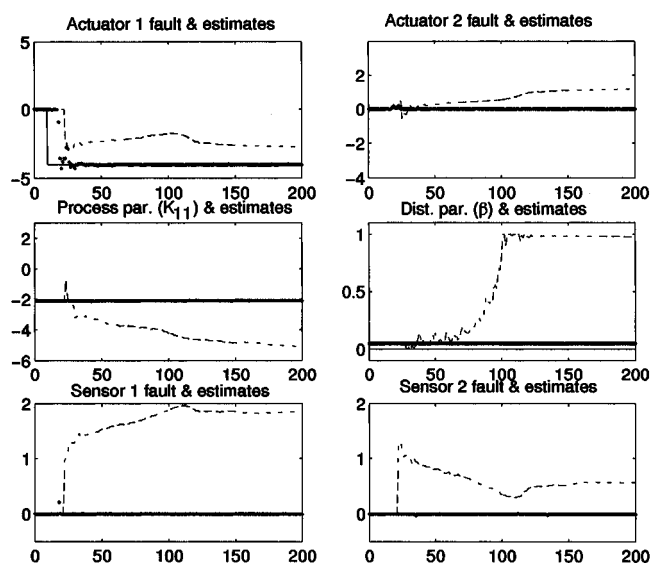 Actuator 1 fault & estimates
5
0
−5
0 50 100 150 200
Actuator 2 fault & estimates
4
2
0
−2
−4
0 50 100 150 200
Process par. (K11) & estimates
2
0
−2
−4
−6
0 50 100 150 200
Dist. par. (β) & estimates
1
0.5
0
0 50 100 150 200
Sensor 1 fault & estimates
2
1
0
0 50 100 150 200
Sensor 2 fault & estimates
2
1
0
0 50 100 150 200